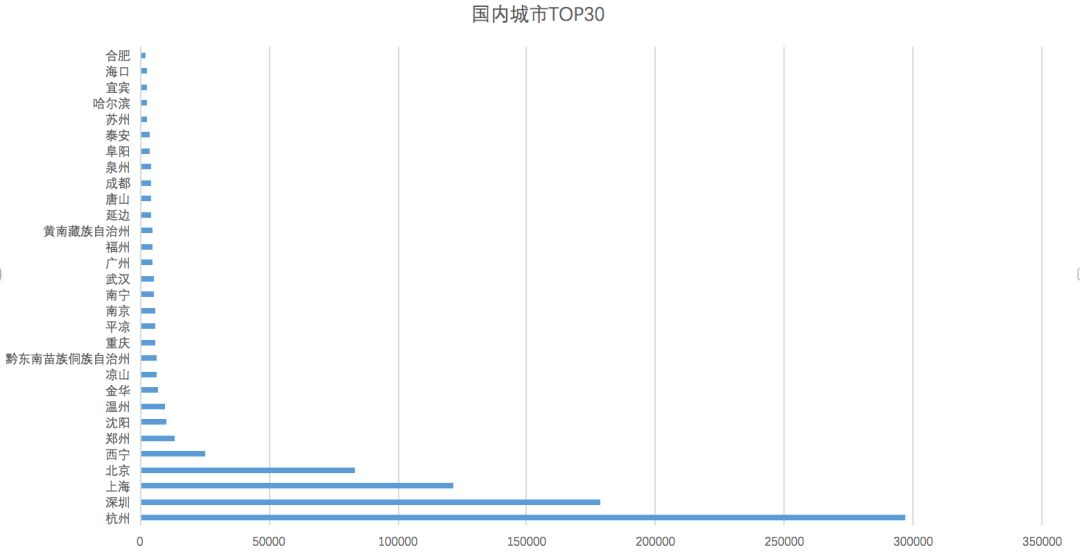 国内城市TOP30
合肥
海口
宜宾
哈尔滨
苏州
泰安
阜阳
泉州
成都
唐山
延边
黄南藏族自治州
福州
广州
武汉
南宁
南京
平凉
重庆
黔东南苗族侗族自治州
凉山
金华
温州
沈阳
郑州
西宁
北京
上海
深圳
杭州
0 50000 100000 150000 200000 250000 300000 350000